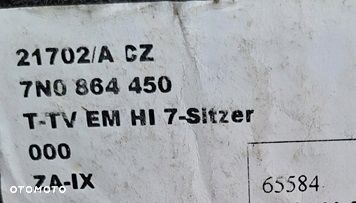 21702/A CZ
7N0 864 450
T-TV EM HI 7-Sitzer
000
ZA-IX
65584
OTOMOTO